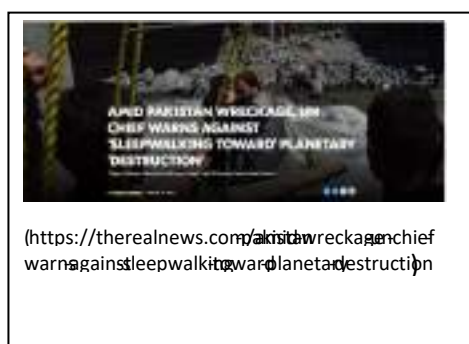 AMID PAKISTAN WRECKAGE, UN
CHIEF WARNS AGAINST
'SLEEPWALKING TOWARD' PLANETARY
'DESTRUCTION'
(https://therealnews.com/amid-pakistan-wreckage-un-chief-
warns-against-sleepwalking-toward-planetary-destruction)